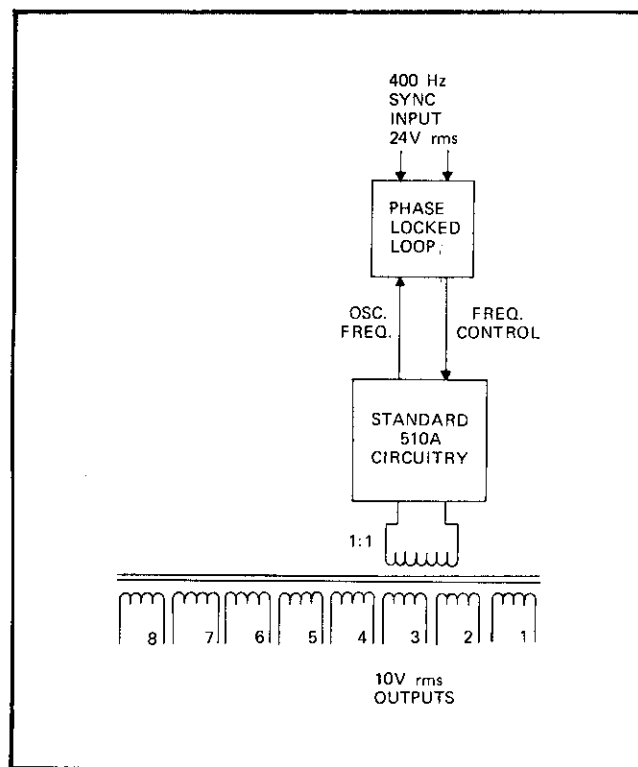 400 Hz
SYNC
INPUT
24V rms
PHASE
LOCKED
LOOP
OSC.
FREQ.
FREQ.
CONTROL
STANDARD
510A
CIRCUITRY
1:1
8 7 6 5 4 3 2 1
10V rms
OUTPUTS